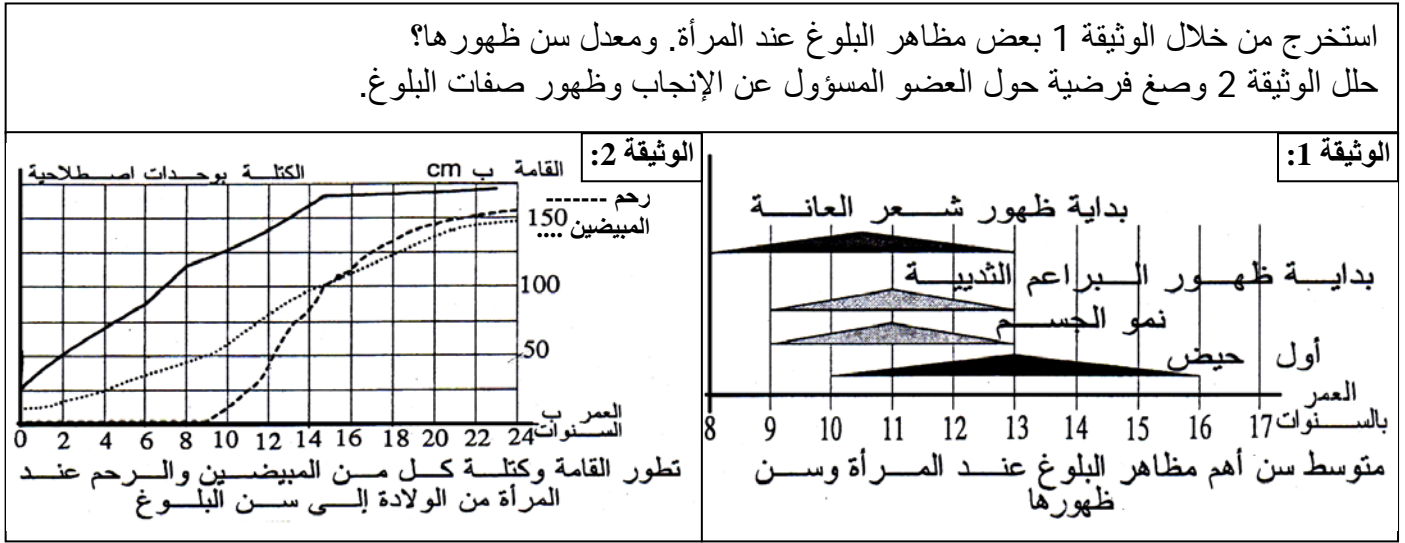 استخرج من خلال الوثيقة 1 بعض مظاهر البلوغ عند المرأة. ومعدل سن ظهورها؟
حلل الوثيقة 2 وصغ فرضية حول العضو المسؤول عن الإنجاب وظهور صفات البلوغ.
الوثيقة 1:
بداية ظهور شعر العانة
بداية ظهور البراعم الثديية
نمو الجسم
أول حيض
العمر
بالسنوات
8 9 10 11 12 13 14 15 16 17
متوسط سن أهم مظاهر البلوغ عند المرأة وسن
ظهورها
الوثيقة 2:
القامة ب cm
الكتلة بوحدات اصطلاحية
رحم -------
المبيضين ....
150
100
50
العمر ب
السنوات
0 2 4 6 8 10 12 14 16 18 20 22 24
تطور القامة وكتلة كل من المبيضين والرحم عند
المرأة من الولادة إلى سن البلوغ